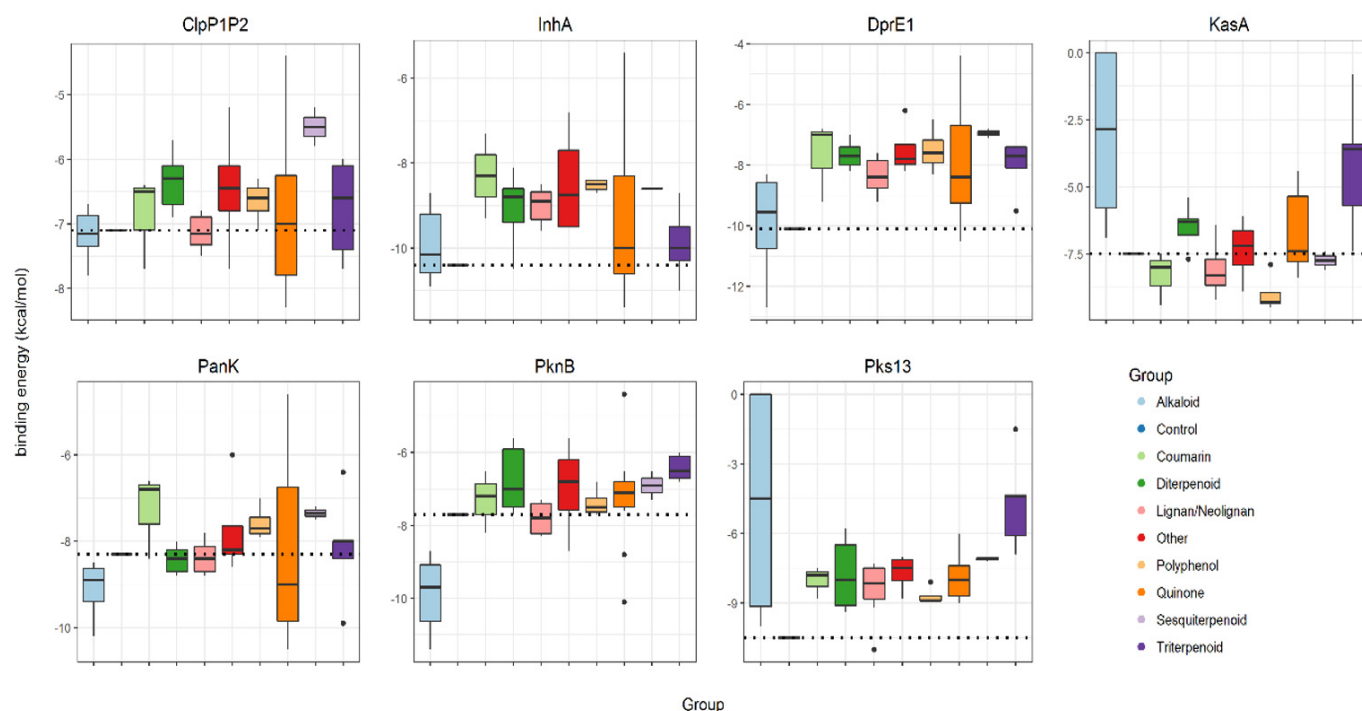 ClpP1P2
InhA
DprE1
KasA
-5
-6
-7
-8
-6
-8
-10
-4
-6
-8
-10
-12
0.0
-2.5
-5.0
-7.5
binding energy (kcal/mol)
PanK
PknB
Pks13
-6
-8
-10
-6
-8
-10
0
-3
-6
-9
Group
Alkaloid
Control
Coumarin
Diterpenoid
Lignan/Neolignan
Other
Polyphenol
Quinone
Sesquiterpenoid
Triterpenoid
Group